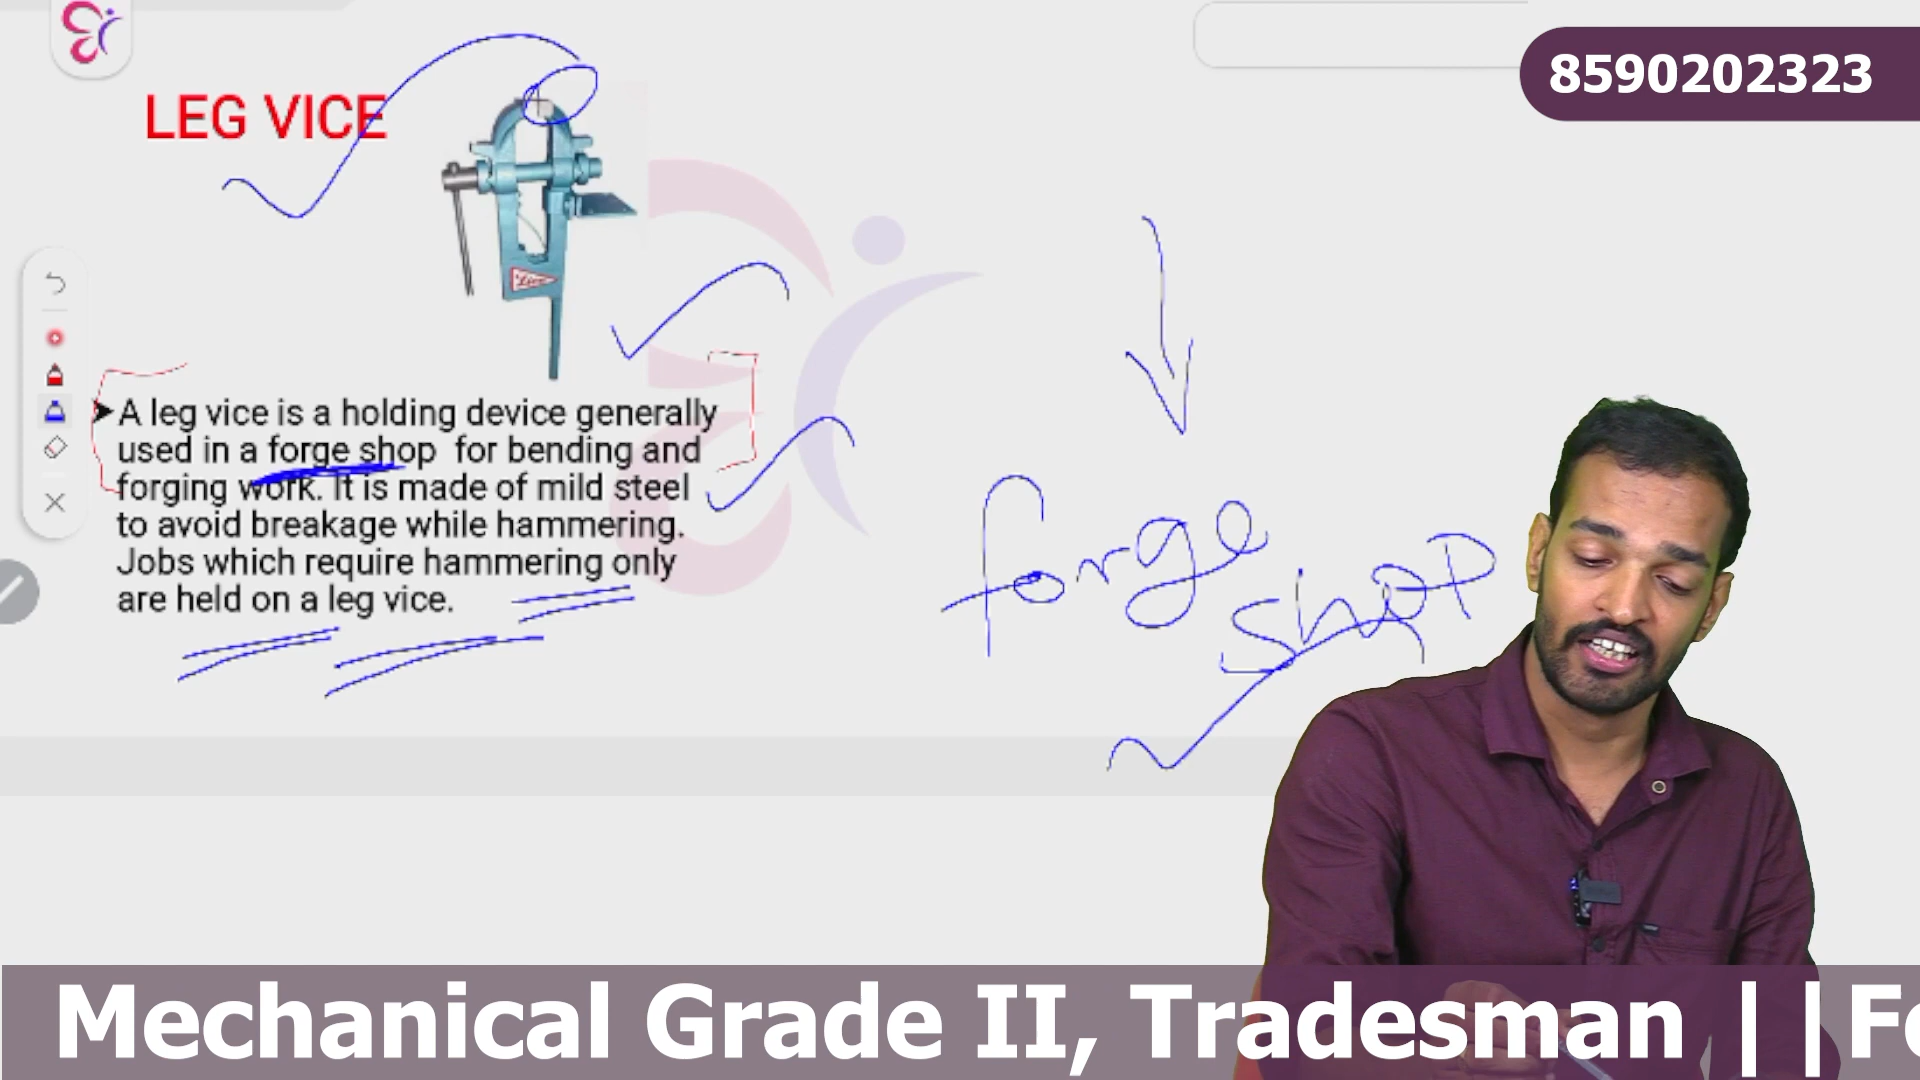 8590202323
LEG VICE
➤A leg vice is a holding device generally
used in a forge shop for bending and
forging work. It is made of mild steel
to avoid breakage while hammering.
Jobs which require hammering only
are held on a leg vice.
forge
shop
Mechanical Grade II, Tradesman | |Fo